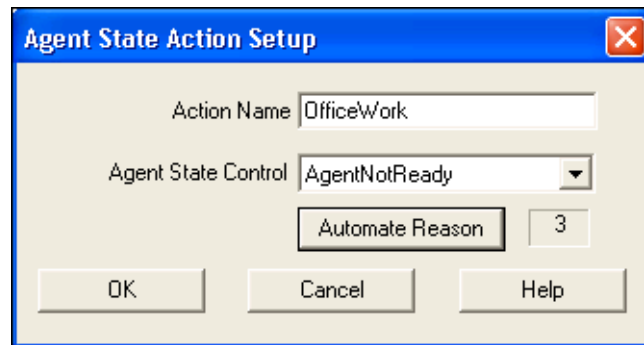 Agent State Action Setup
Action Name OfficeWork
Agent State Control AgentNotReady
Automate Reason 3
OK Cancel Help